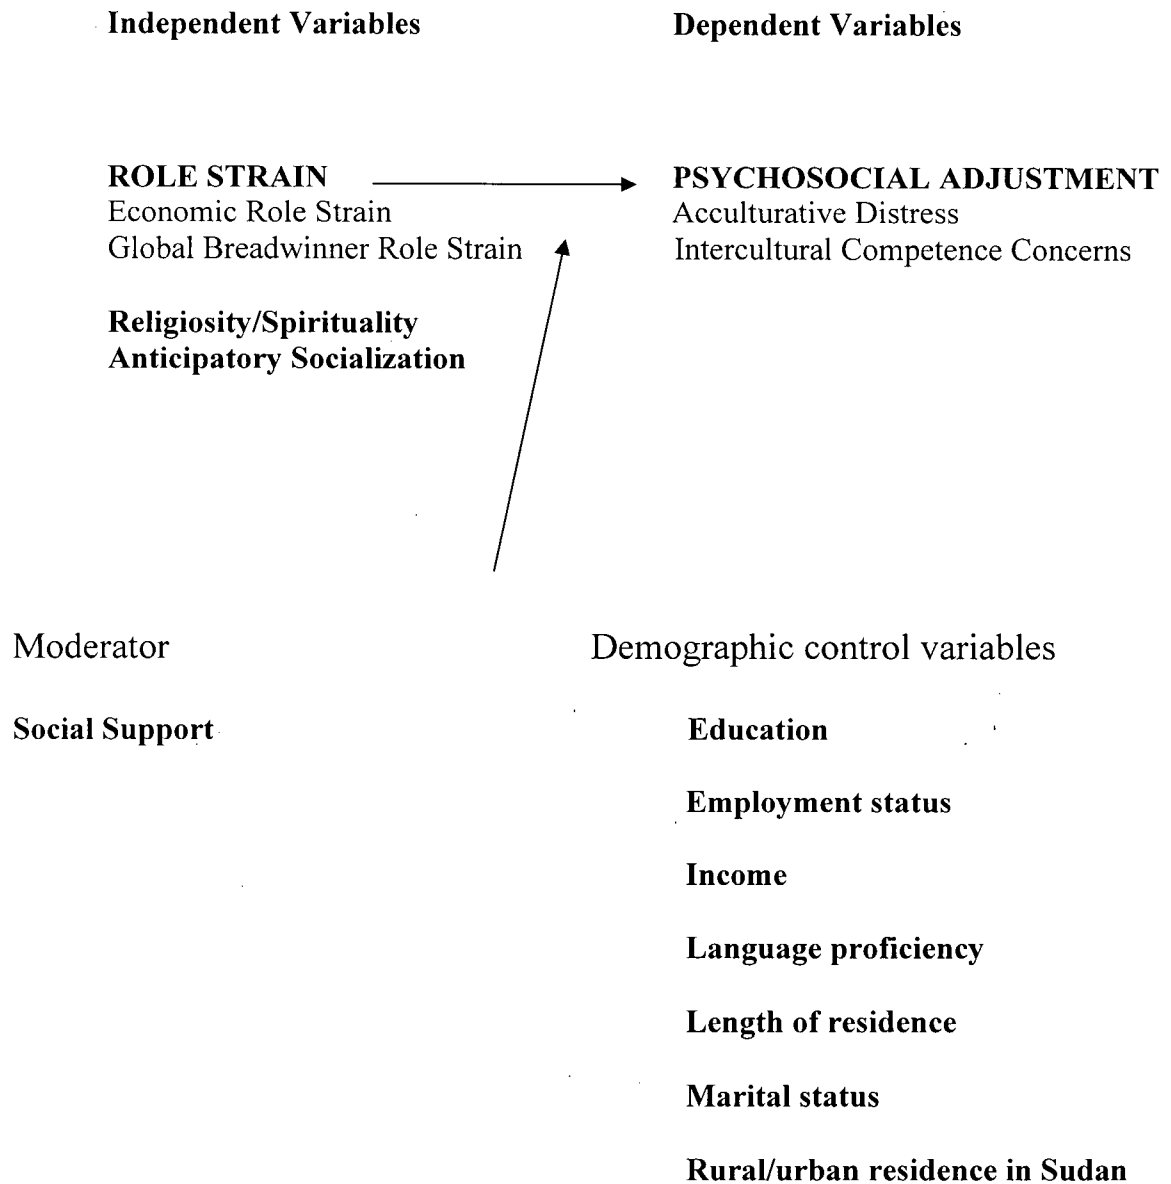 Independent Variables
Dependent Variables
ROLE STRAIN
Economic Role Strain
Global Breadwinner Role Strain
PSYCHOSOCIAL ADJUSTMENT
Acculturative Distress
Intercultural Competence Concerns
Religiosity/Spirituality
Anticipatory Socialization
Moderator
Social Support
Demographic control variables
Education
Employment status
Income
Language proficiency
Length of residence
Marital status
Rural/urban residence in Sudan